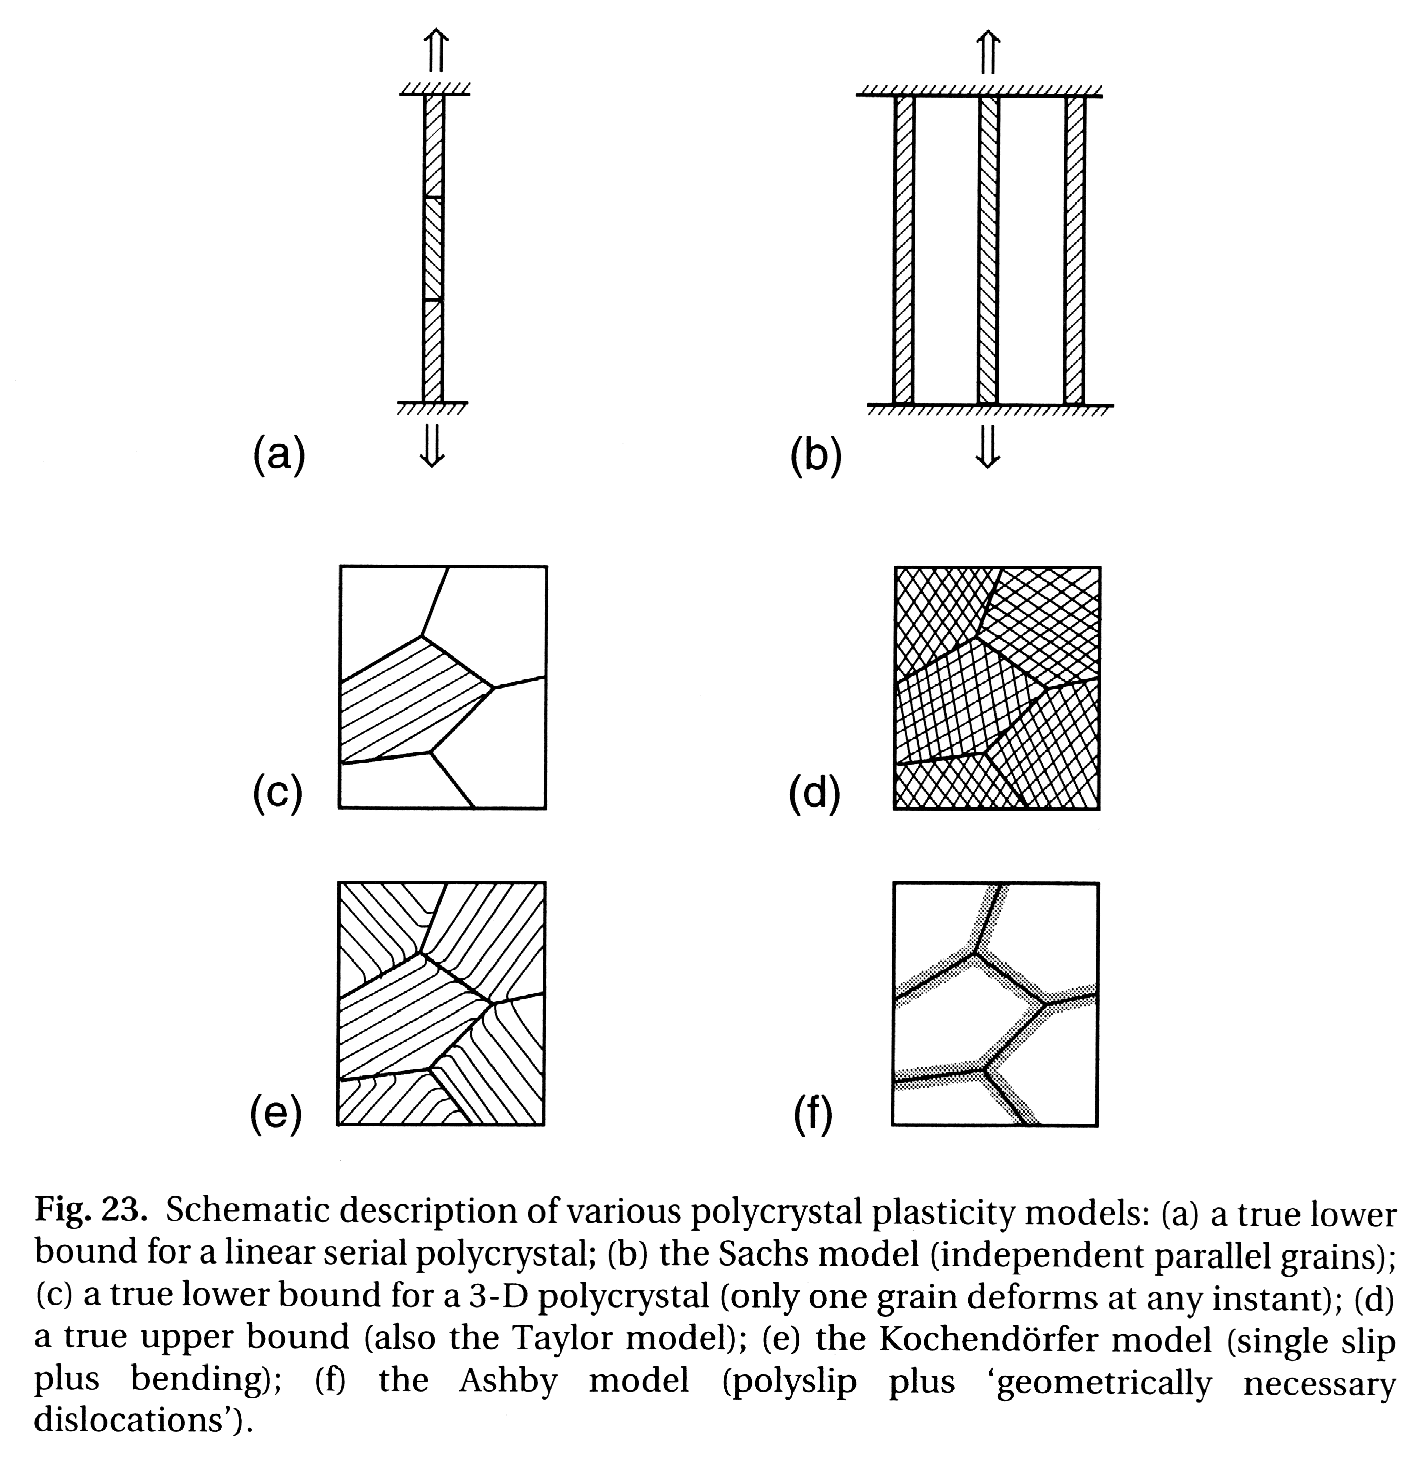 (a)
(b)
(c)
(d)
(e)
(f)
Fig. 23. Schematic description of various polycrystal plasticity models: (a) a true lower
bound for a linear serial polycrystal; (b) the Sachs model (independent parallel grains);
(c) a true lower bound for a 3-D polycrystal (only one grain deforms at any instant); (d)
a true upper bound (also the Taylor model); (e) the Kochendörfer model (single slip
plus bending); (f) the Ashby model (polyslip plus ‘geometrically necessary
dislocations’).